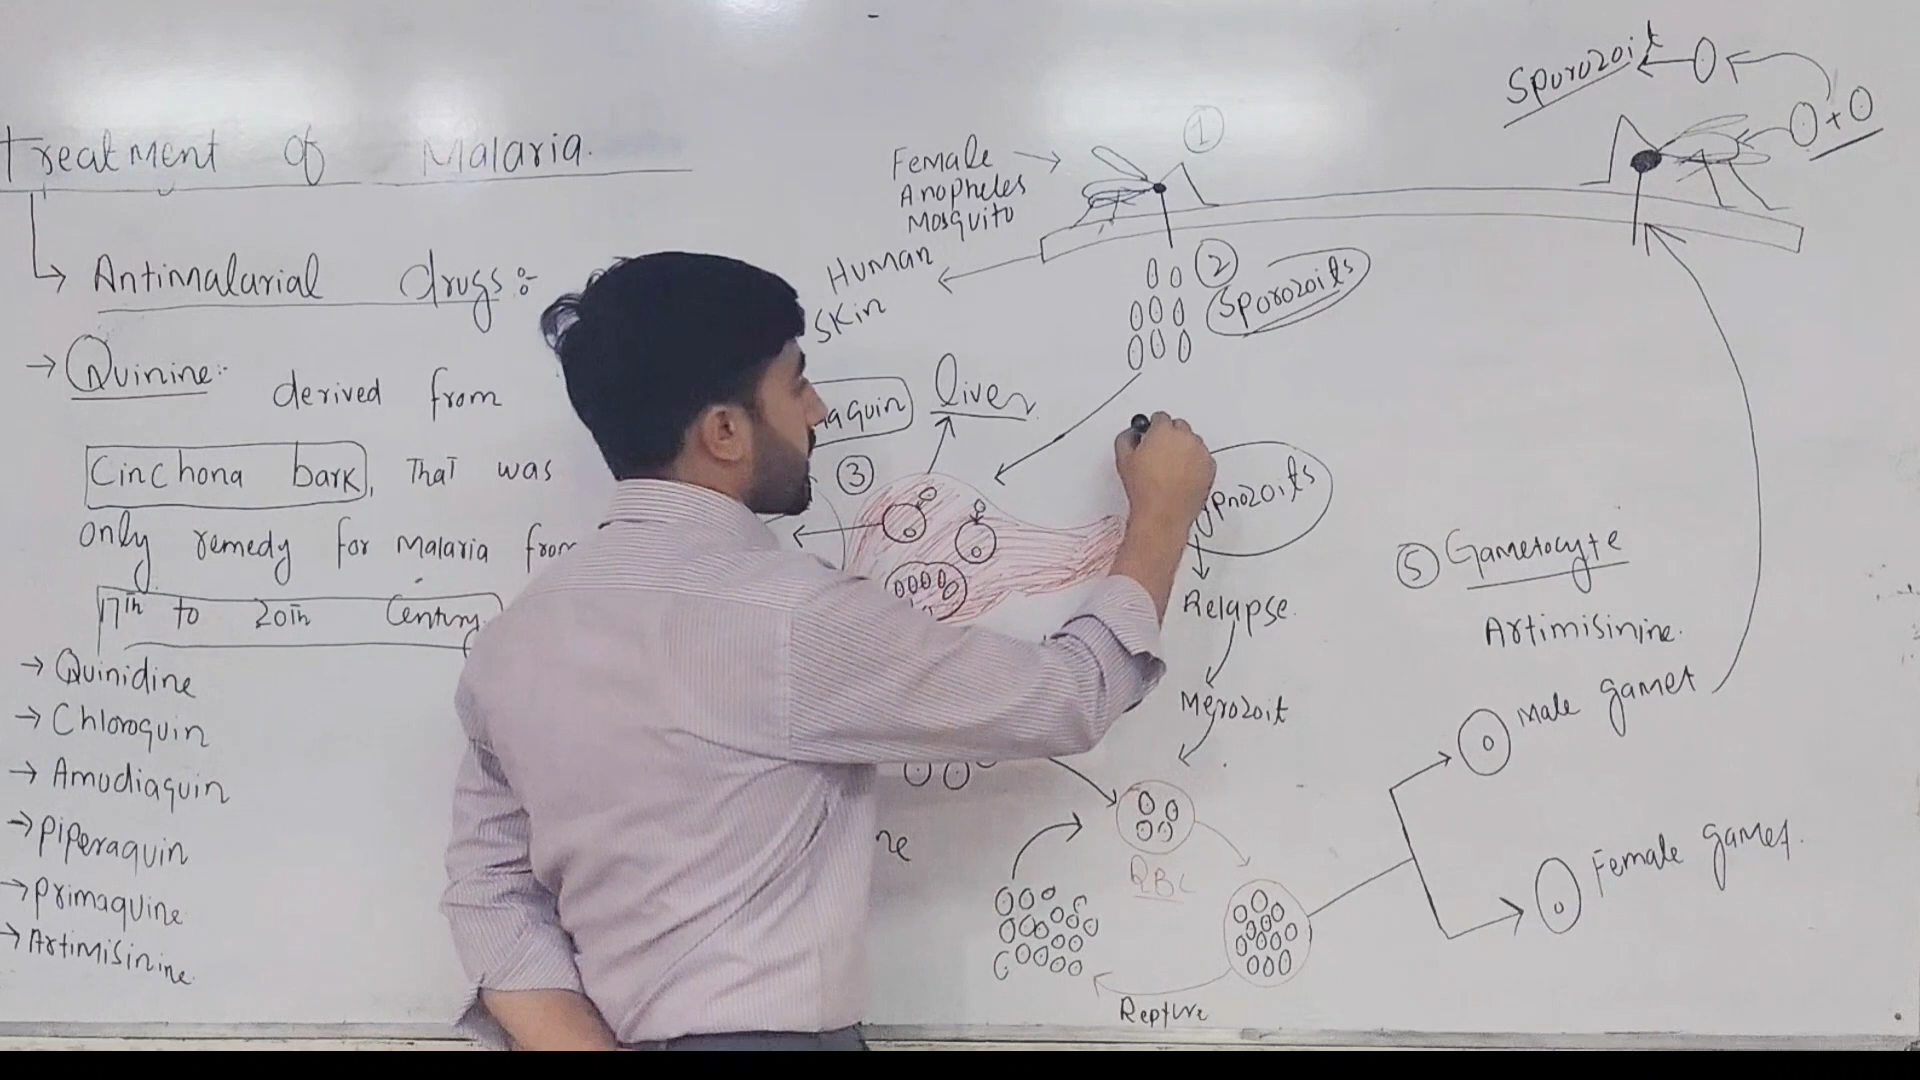 Treatment of Malaria.
Antimalarial drugs:-
→ Quinine:- derived from
Cinchona bark, That was
only remedy for Malaria from
17th to 20th Century.
→ Quinidine
→ Chloroquin
→ Amodiaquin
→ piperaquin
→ primaquine
→ Artimisinine
Female →
Anopheles
Mosquito
1
Human
Skin
2
Sporozoits
liver
3
Relapse.
Merozoit
RBC
Repture
5 Gametocyte
Artimisinine.
Male gamet
Female gamet.
Sporozoit
0+0